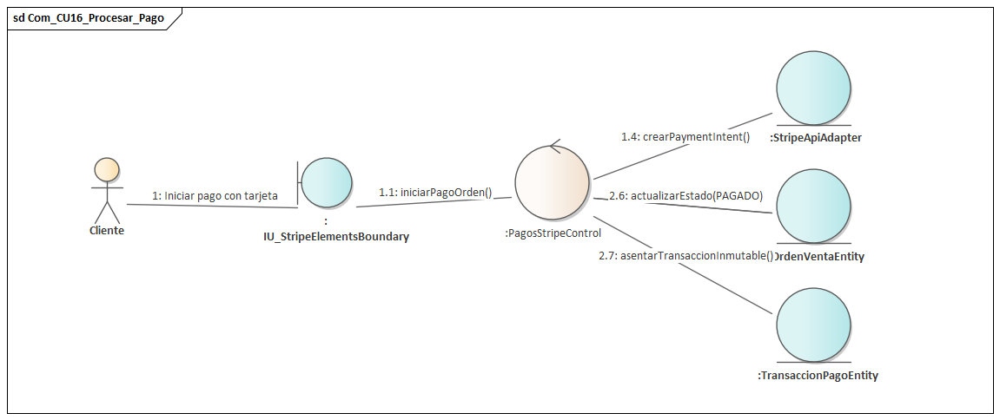 sd Com_CU16_Procesar_Pago
1.4: crearPaymentIntent()
:StripeApiAdapter
1: Iniciar pago con tarjeta
1.1: iniciarPagoOrden()
2.6: actualizarEstado(PAGADO)
Cliente
:
IU_StripeElementsBoundary
:PagosStripeControl
2.7: asentarTransaccionInmutable()
OrdenVentaEntity
:TransaccionPagoEntity